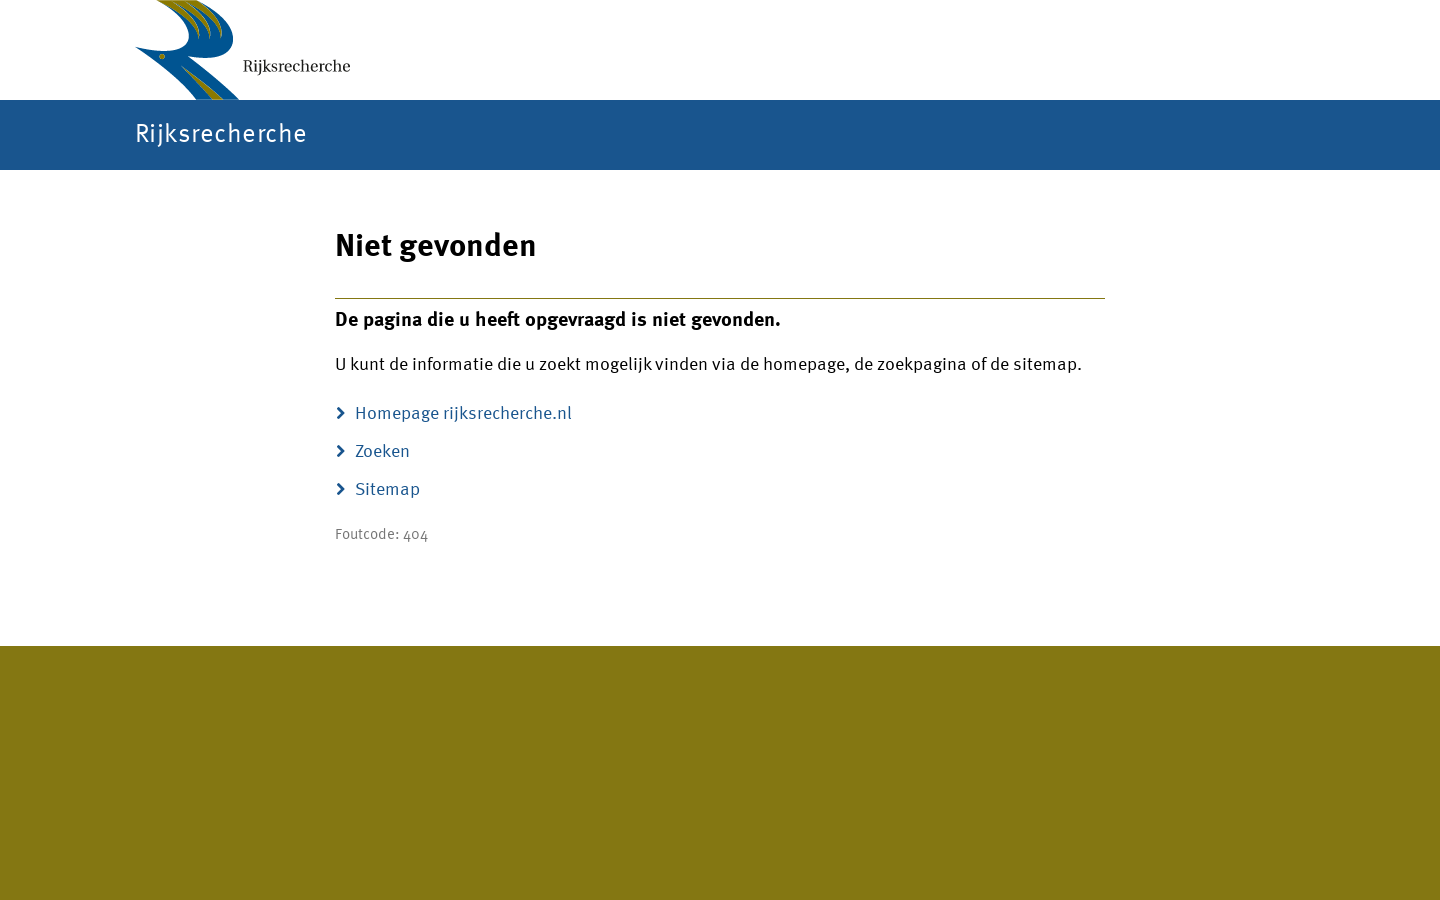 Rijksrecherche
Rijksrecherche
Niet gevonden
De pagina die u heeft opgevraagd is niet gevonden.
U kunt de informatie die u zoekt mogelijk vinden via de homepage, de zoekpagina of de sitemap.
Homepage rijksrecherche.nl
Zoeken
Sitemap
Foutcode: 404